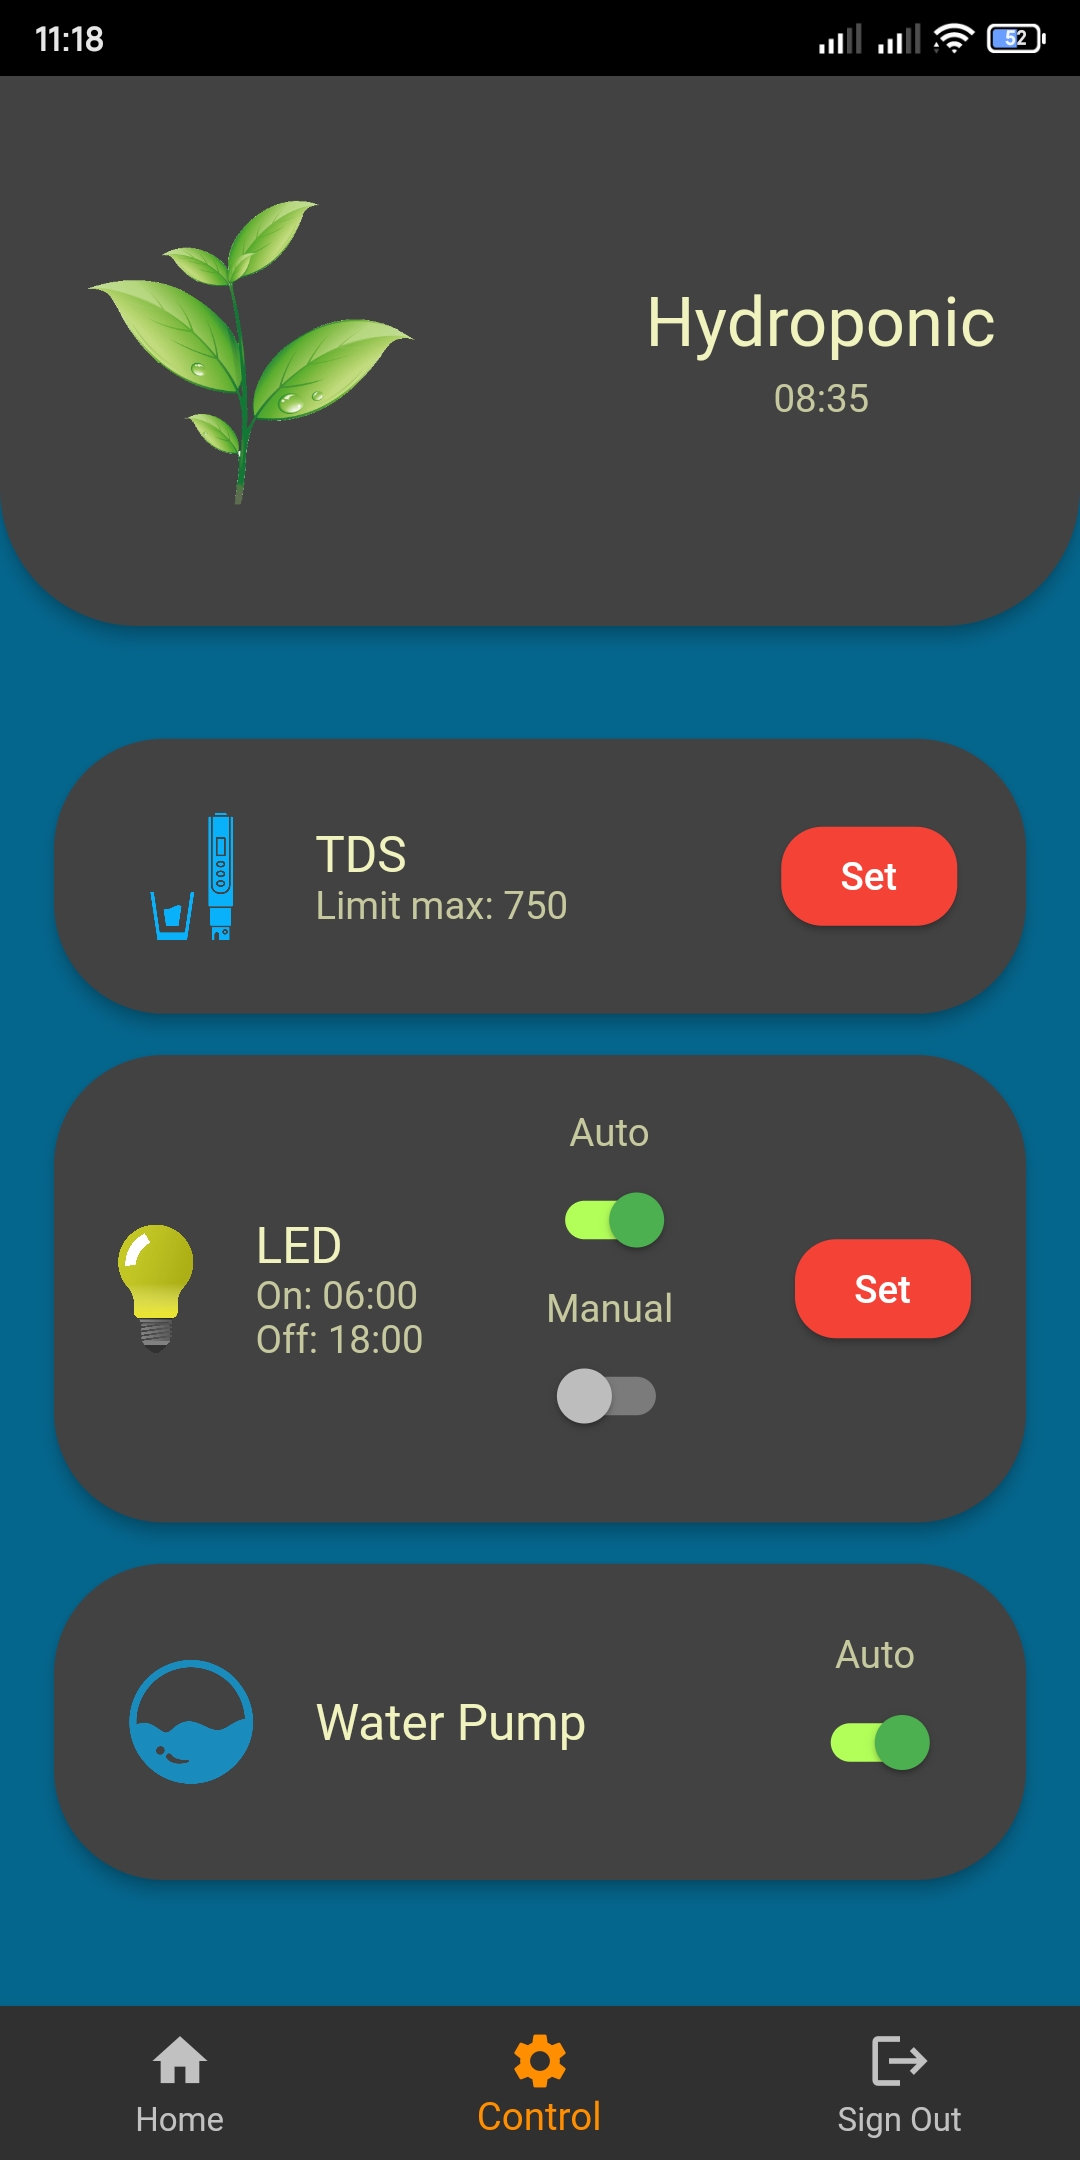 11:18
52
Hydroponic
08:35
TDS
Limit max: 750
Set
Auto
LED
On: 06:00
Off: 18:00
Manual
Set
Auto
Water Pump
Home
Control
Sign Out